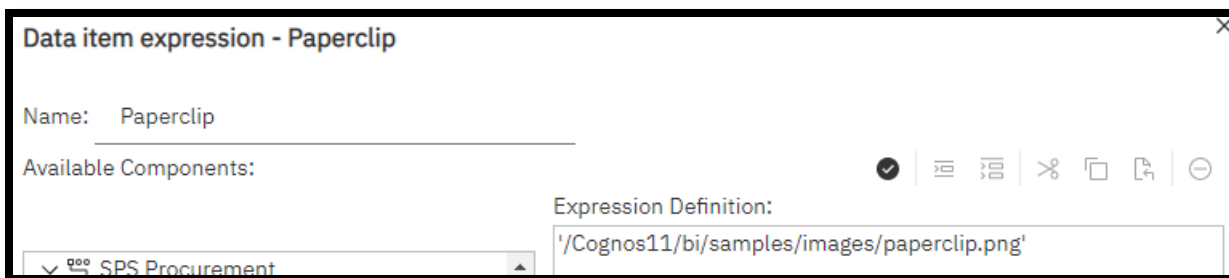 Data item expression - Paperclip
Name: Paperclip
Available Components:
Expression Definition:
'/Cognos11/bi/samples/images/paperclip.png'
SPS Procurement